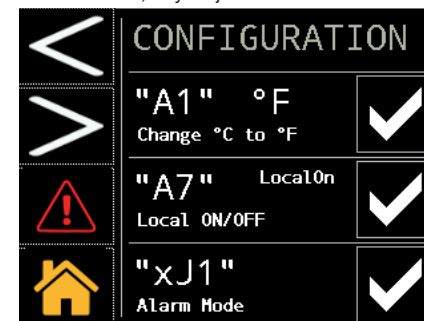 CONFIGURATION
"A1" °F
Change °C to °F
"A7" LocalOn
Local ON/OFF
"xJ1"
Alarm Mode